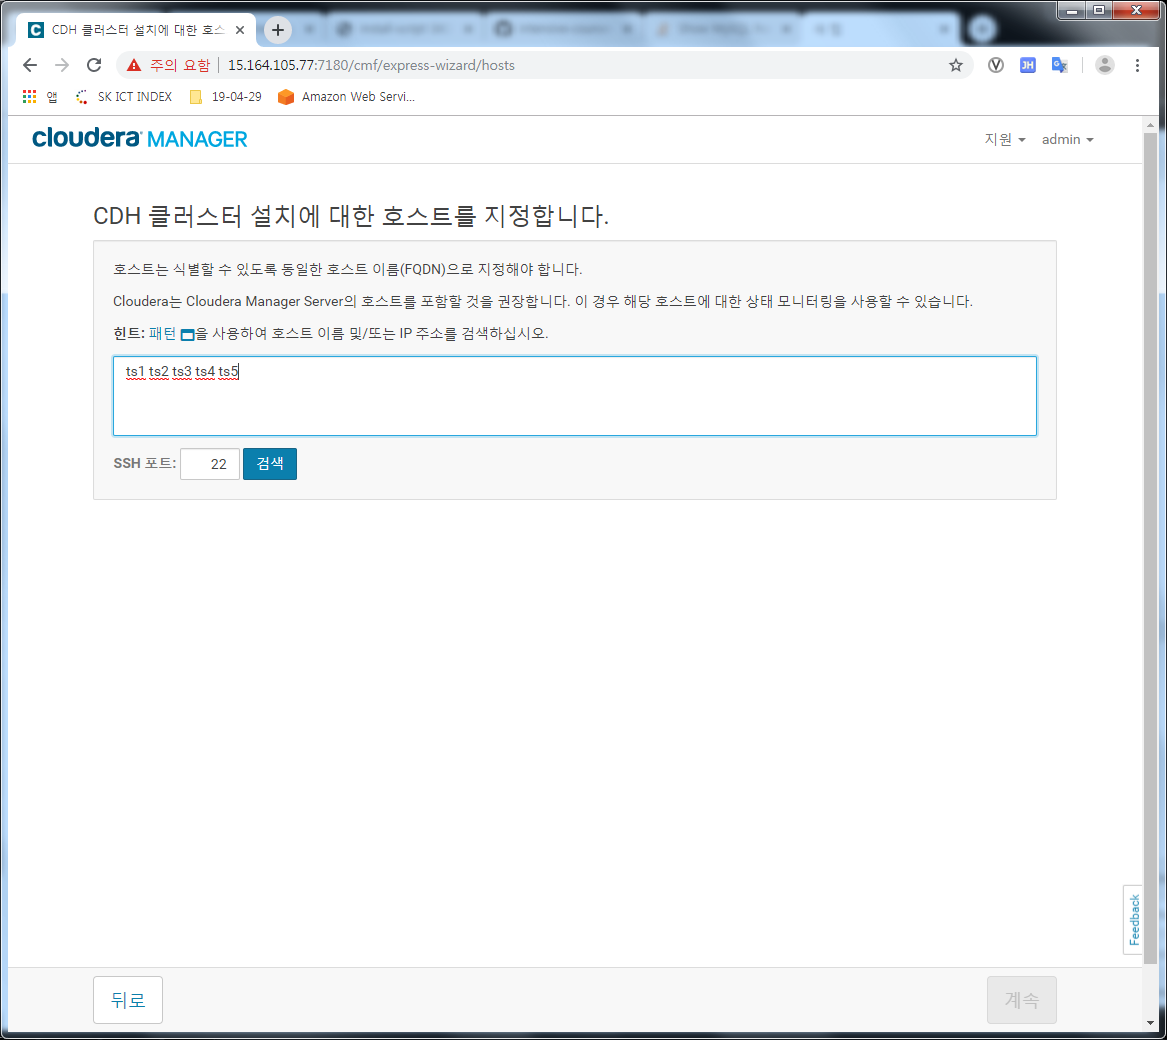 CDH 클러스터 설치에 대한 호스
주의 요함 15.164.105.77:7180/cmf/express-wizard/hosts
JH
앱 SK ICT INDEX 19-04-29 Amazon Web Servi...
cloudera MANAGER 지원 admin
CDH 클러스터 설치에 대한 호스트를 지정합니다.
호스트는 식별할 수 있도록 동일한 호스트 이름(FQDN)으로 지정해야 합니다.
Cloudera는 Cloudera Manager Server의 호스트를 포함할 것을 권장합니다. 이 경우 해당 호스트에 대한 상태 모니터링을 사용할 수 있습니다.
힌트: 패턴 을 사용하여 호스트 이름 및/또는 IP 주소를 검색하십시오.
ts1 ts2 ts3 ts4 ts5
SSH 포트: 22 검색
Feedback
뒤로 계속